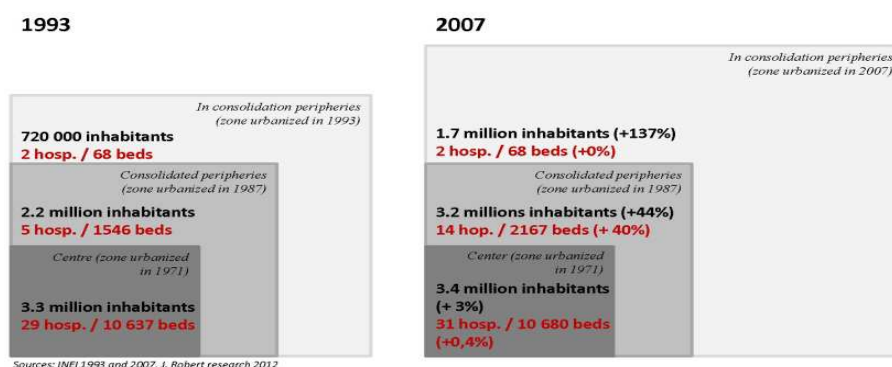 1993
In consolidation peripheries
(zone urbanized in 1993)
720 000 inhabitants
2 hosp. / 68 beds
Consolidated peripheries
(zone urbanized in 1987)
2.2 million inhabitants
5 hosp. / 1546 beds
Centre (zone urbanized
in 1971)
3.3 million inhabitants
29 hosp. / 10 637 beds
2007
In consolidation peripheries
(zone urbanized in 2007)
1.7 million inhabitants (+137%)
2 hosp. / 68 beds (+0%)
Consolidated peripheries
(zone urbanized in 1987)
3.2 millions inhabitants (+44%)
14 hop. / 2167 beds (+ 40%)
Center (zone urbanized
in 1971)
3.4 million inhabitants
(+ 3%)
31 hosp. / 10 680 beds
(+0,4%)
Sources: INEI 1993 and 2007, J. Robert research 2012